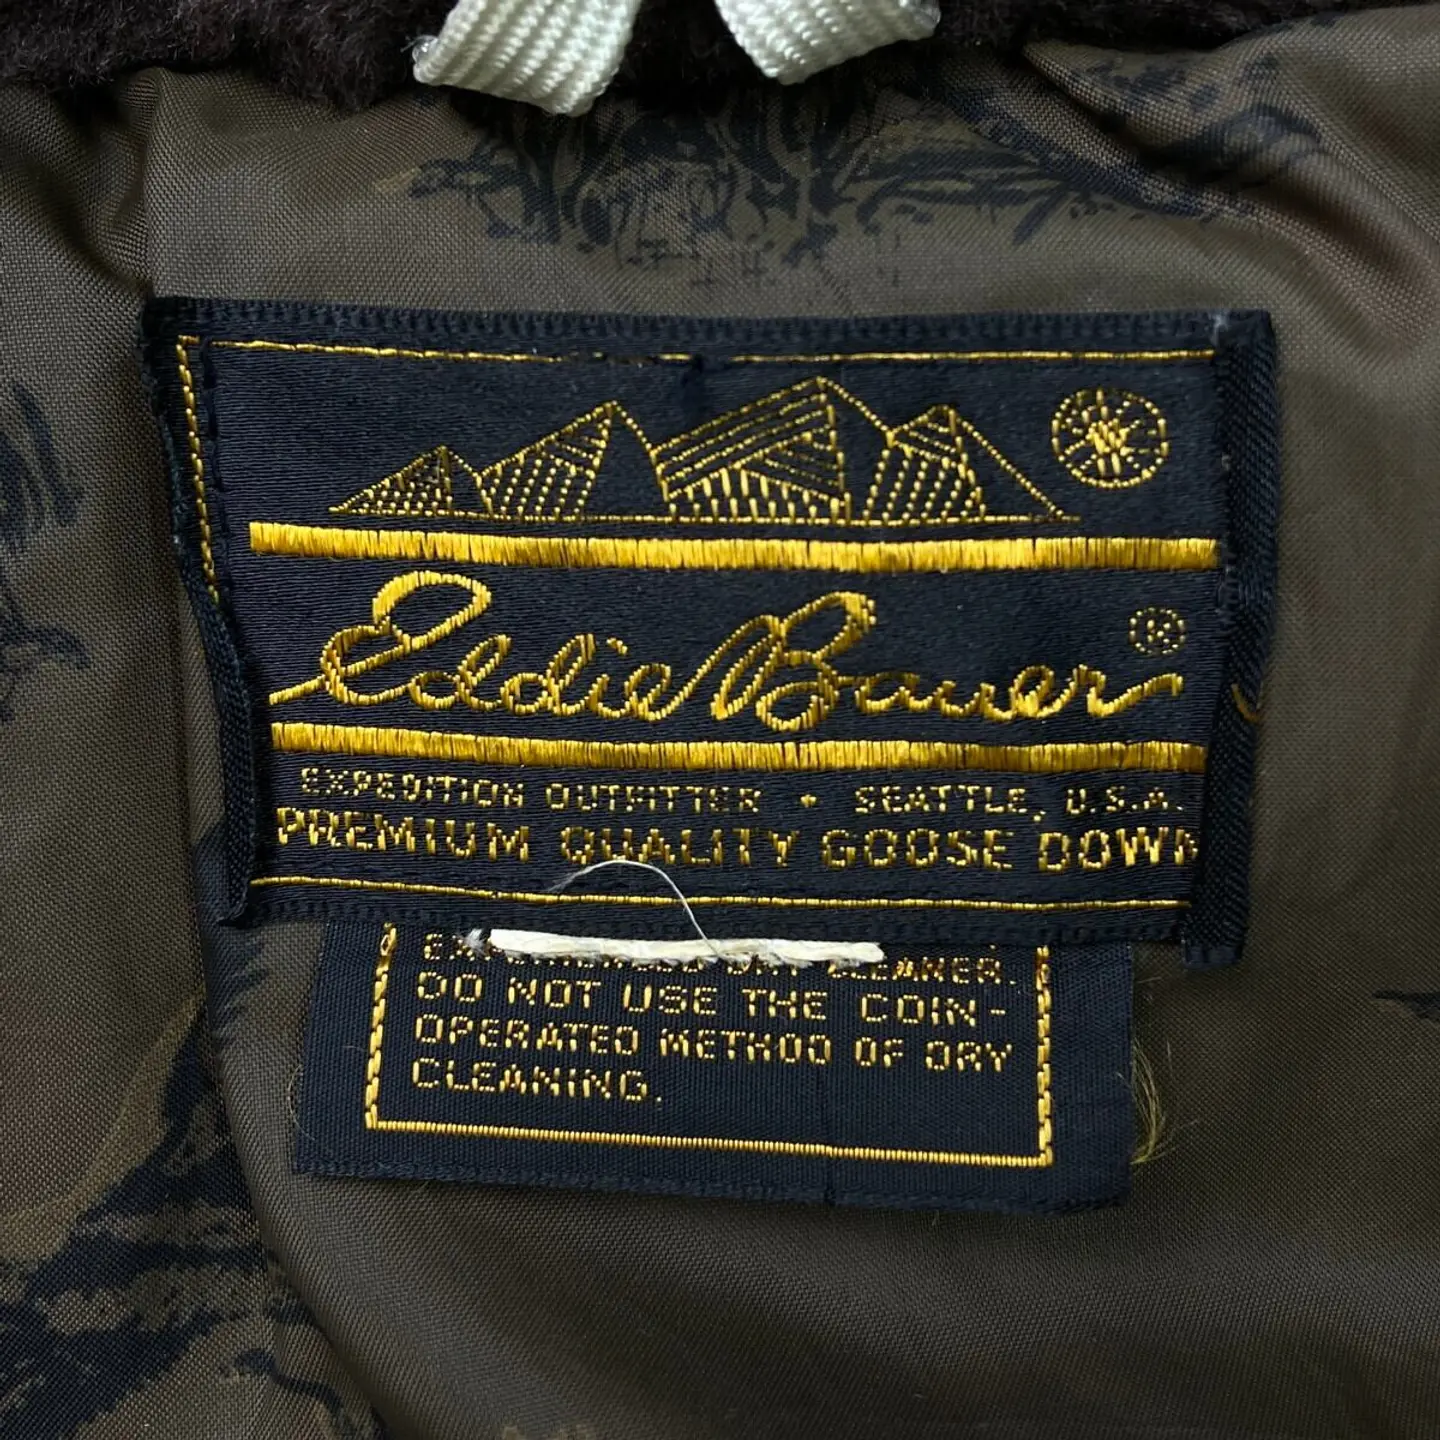 Eddie Bauer ®
EXPEDITION OUTFITTER • SEATTLE, U.S.A.
PREMIUM QUALITY GOOSE DOWN
CLEANER.
DO NOT USE THE COIN-
OPERATED METHOD OF DRY
CLEANING.